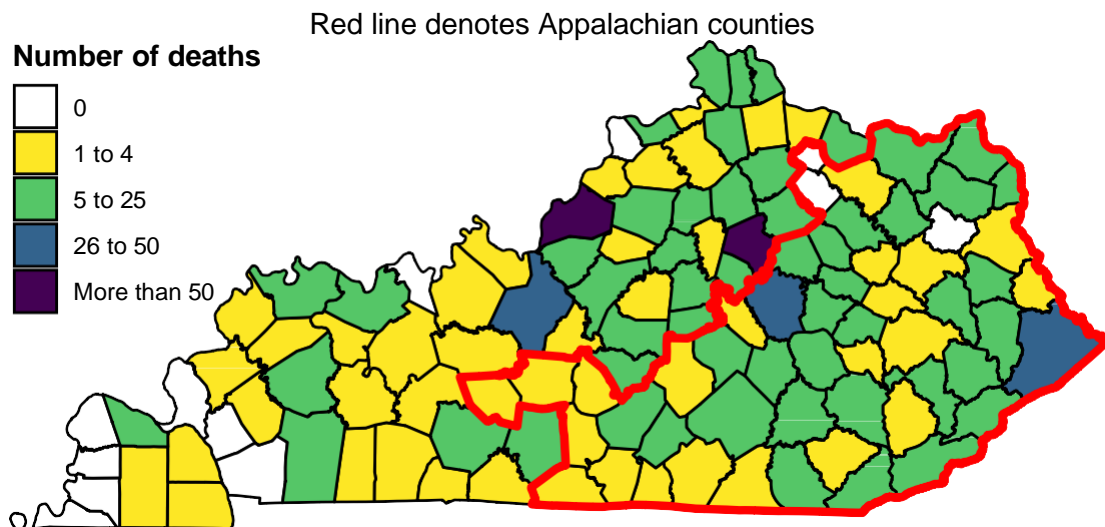 Red line denotes Appalachian counties
Number of deaths
0
1 to 4
5 to 25
26 to 50
More than 50